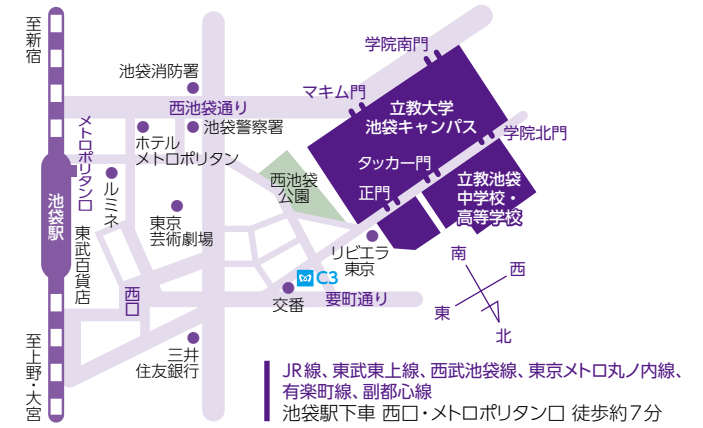 至新宿
学院南門
池袋消防署
マキム門
西池袋通り
立教大学
池袋キャンパス
メトロポリタン口
池袋警察署
学院北門
ホテル
メトロポリタン
タッカー門
西池袋
公園
正門
立教池袋
中学校・
高等学校
ルミネ
池袋駅
東京
芸術劇場
東武百貨店
リビエラ
東京
南
西
東
北
C3
西口
交番
要町通り
至上野・大宮
三井
住友銀行
JR線、東武東上線、西武池袋線、東京メトロ丸ノ内線、
有楽町線、副都心線
池袋駅下車 西口・メトロポリタン口 徒歩約7分